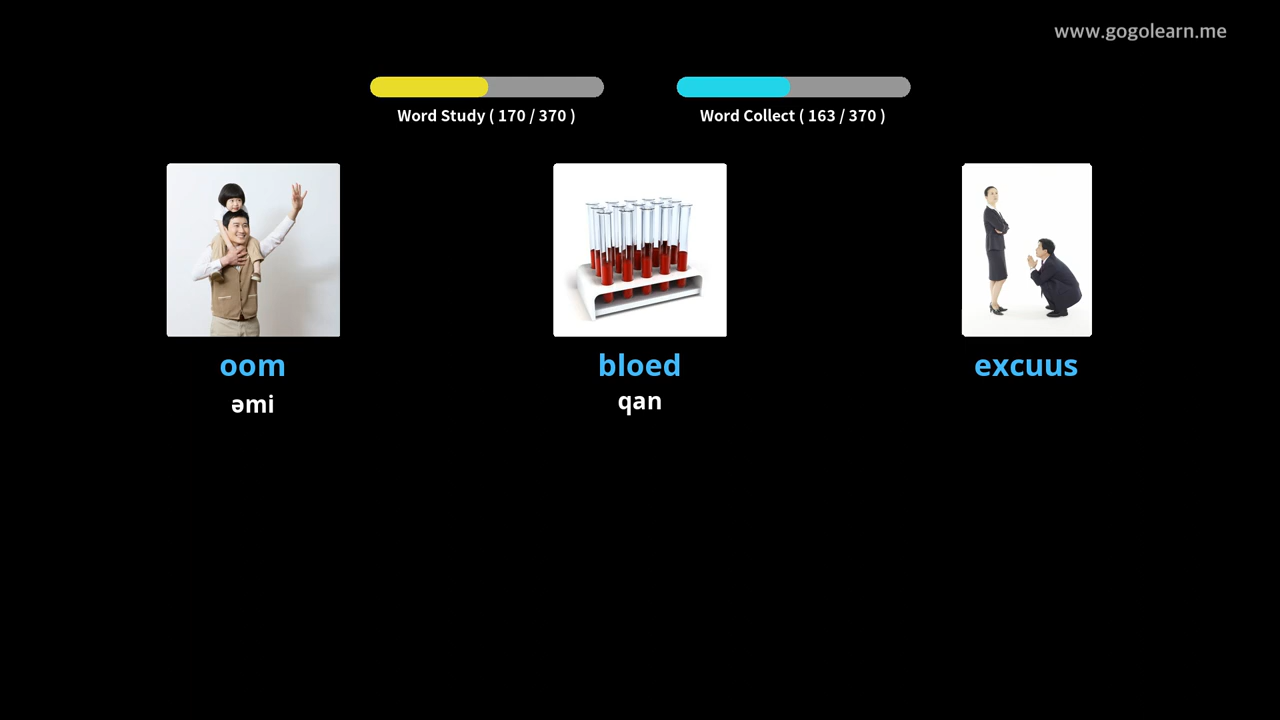 www.gogolearn.me
Word Study ( 170 / 370 )
Word Collect ( 163 / 370 )
oom
bloed
excuus
əmi
qan